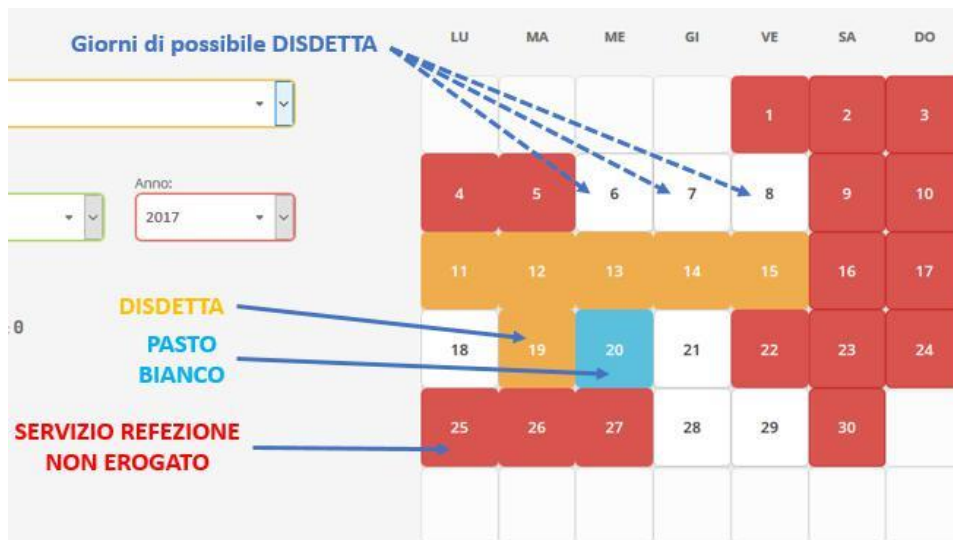 Giorni di possibile DISDETTA
LU MA ME GI VE SA DO
1 2 3
Anno:
2017
4 5 6 7 8 9 10
11 12 13 14 15 16 17
DISDETTA
: 0
PASTO
BIANCO
18 19 20 21 22 23 24
SERVIZIO REFEZIONE
NON EROGATO
25 26 27 28 29 30